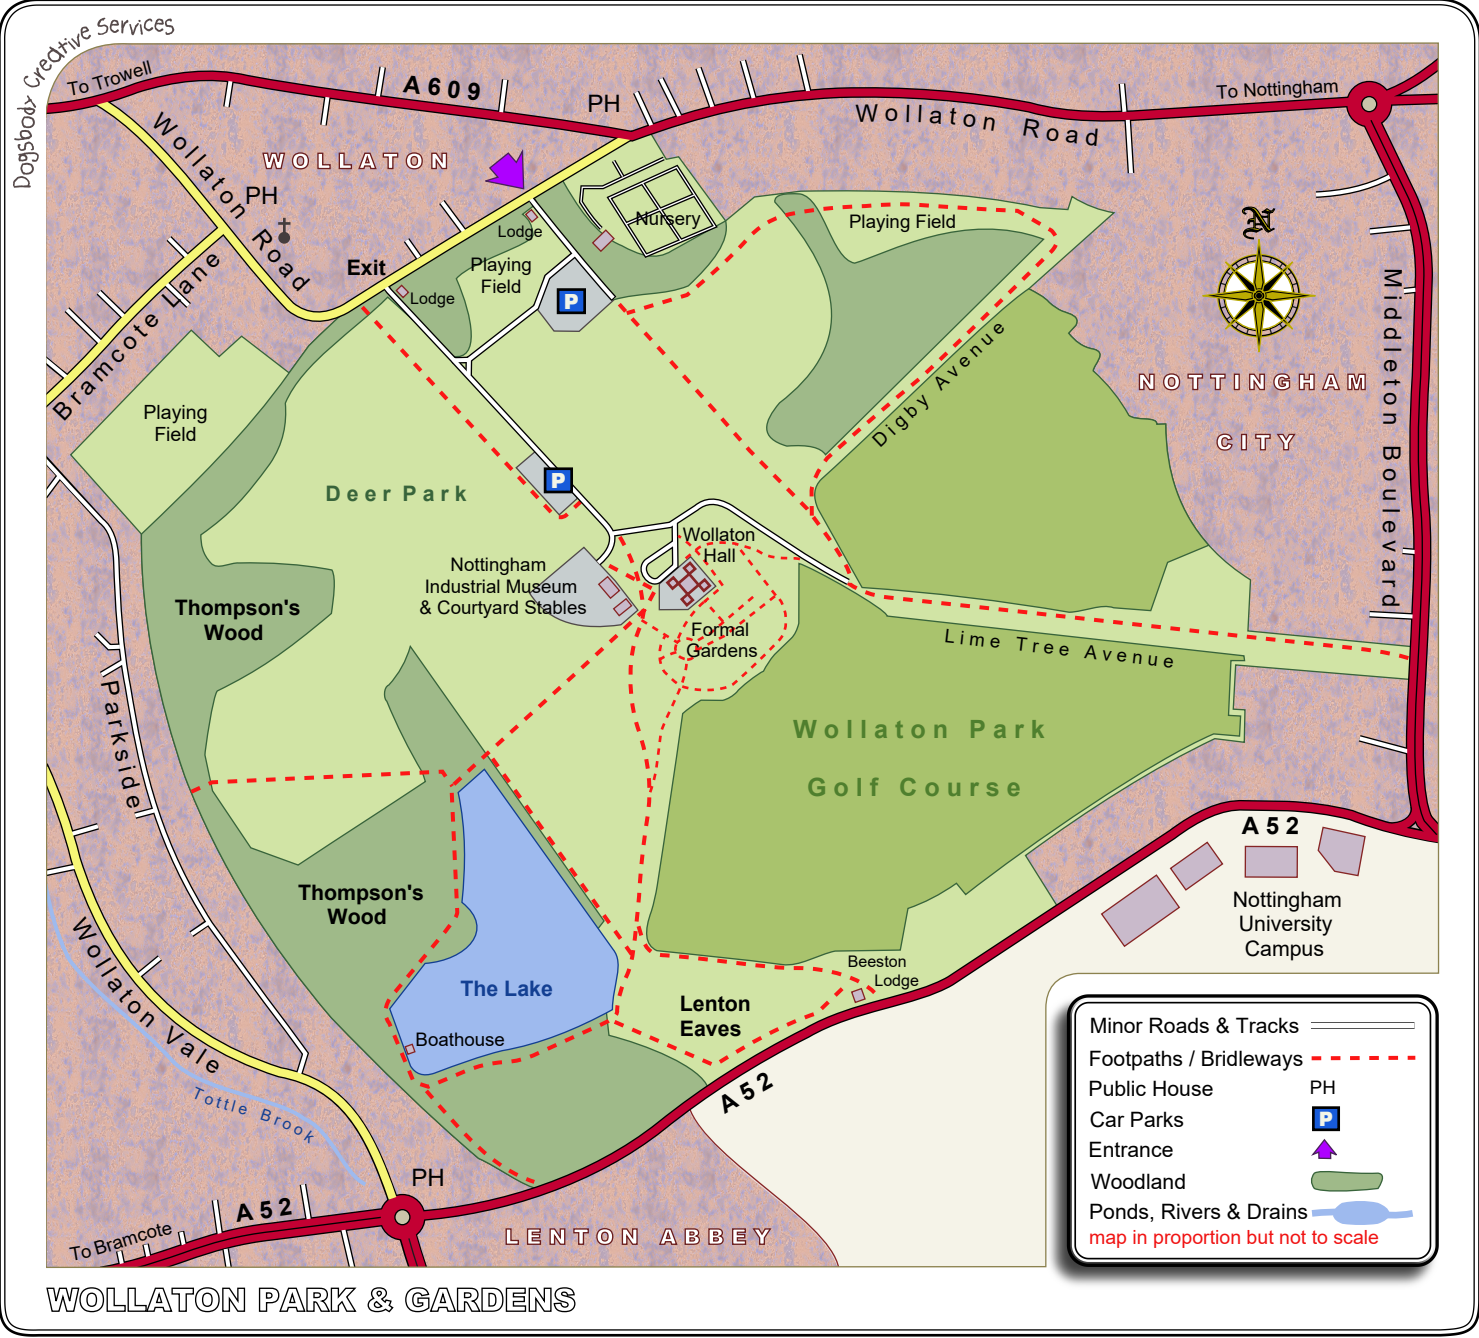 Dogsbody Creative Services
To Trowell
A609
PH
Wollaton Road
To Nottingham
Wollaton Road
WOLLATON
PH
Nursery
Lodge
Playing Field
Exit
Playing
Field
Lodge
P
N
Bramcote Lane
Digby Avenue
Middleton Boulevard
NOTTINGHAM
CITY
Playing
Field
Deer Park
P
Wollaton
Hall
Nottingham
Industrial Museum
& Courtyard Stables
Thompson's
Wood
Formal
Gardens
Lime Tree Avenue
Parkside
Wollaton Park
Golf Course
A52
Thompson's
Wood
Nottingham
University
Campus
Wollaton Vale
The Lake
Beeston
Lodge
Lenton
Eaves
Boathouse
Tottle Brook
A52
PH
A52
To Bramcote
LENTON ABBEY
Minor Roads & Tracks
Footpaths / Bridleways
Public House PH
Car Parks P
Entrance
Woodland
Ponds, Rivers & Drains
map in proportion but not to scale
WOLLATON PARK & GARDENS